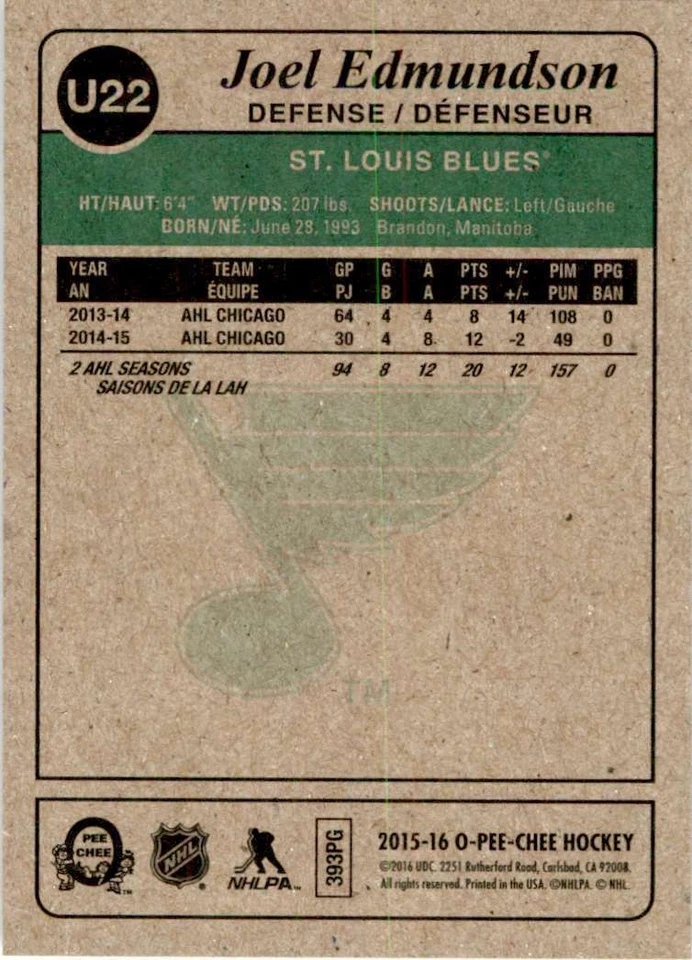 U22
Joel Edmundson
DEFENSE / DÉFENSEUR
ST. LOUIS BLUES®
HT/HAUT: 6'4" WT/PDS: 207 lbs. SHOOTS/LANCE: Left/Gauche
BORN/NÉ: June 28, 1993 Brandon, Manitoba
YEAR TEAM GP G A PTS +/- PIM PPG
AN ÉQUIPE PJ B A PTS +/- PUN BAN
2013-14 AHL CHICAGO 64 4 4 8 14 108 0
2014-15 AHL CHICAGO 30 4 8 12 -2 49 0
2 AHL SEASONS 94 8 12 20 12 157 0
SAISONS DE LA LAH
PEE
CHEE
TM
NHL
®
NHLPA™
393PG
2015-16 O-PEE-CHEE HOCKEY
©2016 UDC. 2251 Rutherford Road, Carlsbad, CA 92008.
All rights reserved. Printed in the USA. ©NHLPA. © NHL.